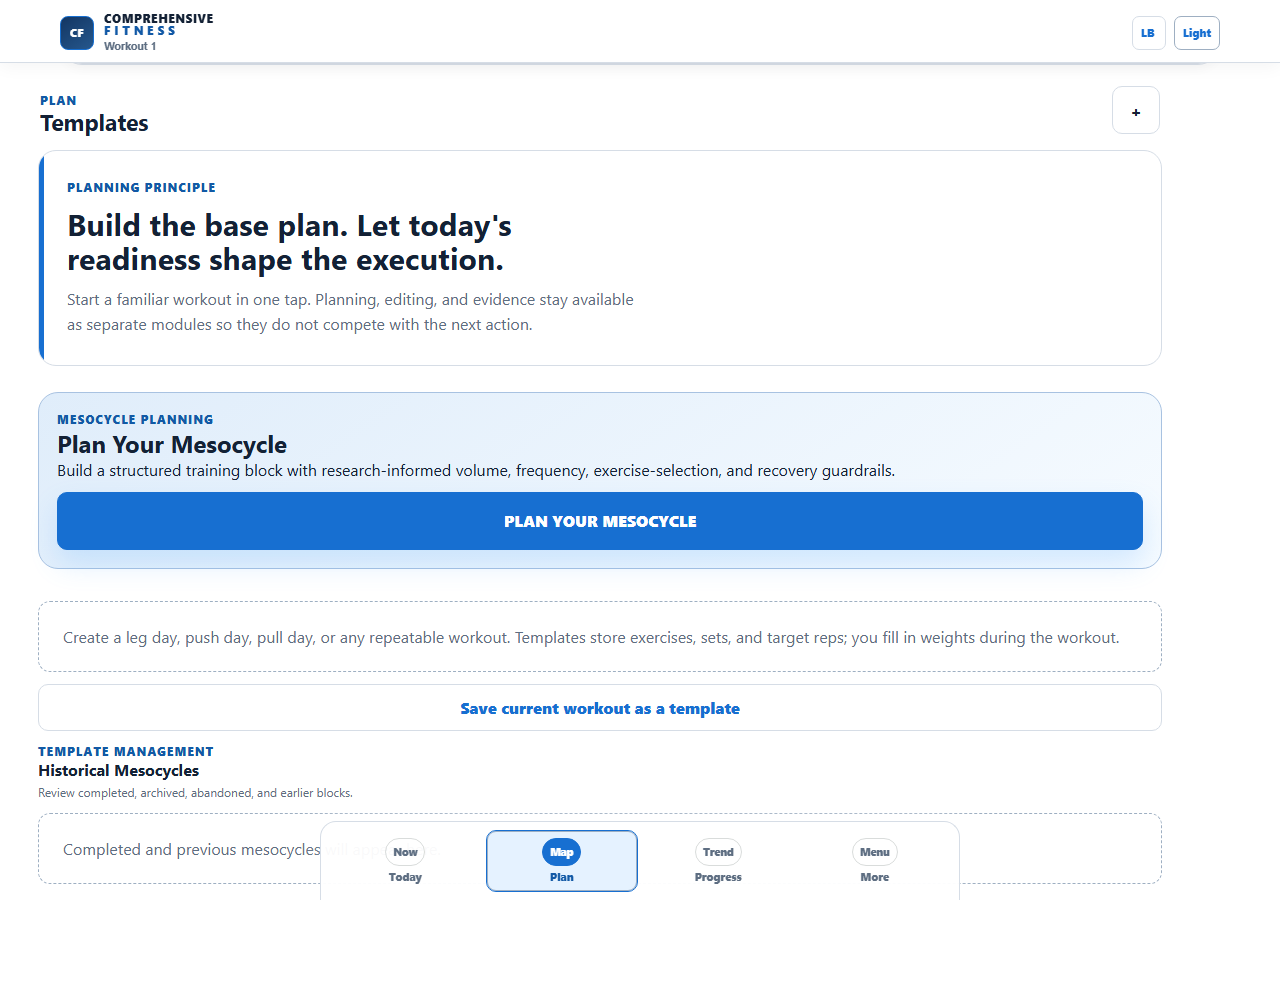 CF
COMPREHENSIVE
FITNESS
Workout 1
LB
Light
PLAN
Templates
+
PLANNING PRINCIPLE
Build the base plan. Let today's
readiness shape the execution.
Start a familiar workout in one tap. Planning, editing, and evidence stay available
as separate modules so they do not compete with the next action.
MESOCYCLE PLANNING
Plan Your Mesocycle
Build a structured training block with research-informed volume, frequency, exercise-selection, and recovery guardrails.
PLAN YOUR MESOCYCLE
Create a leg day, push day, pull day, or any repeatable workout. Templates store exercises, sets, and target reps; you fill in weights during the workout.
Save current workout as a template
TEMPLATE MANAGEMENT
Historical Mesocycles
Review completed, archived, abandoned, and earlier blocks.
Completed and previous mesocycles will
Now
Map
Trend
Menu
Today
Plan
Progress
More